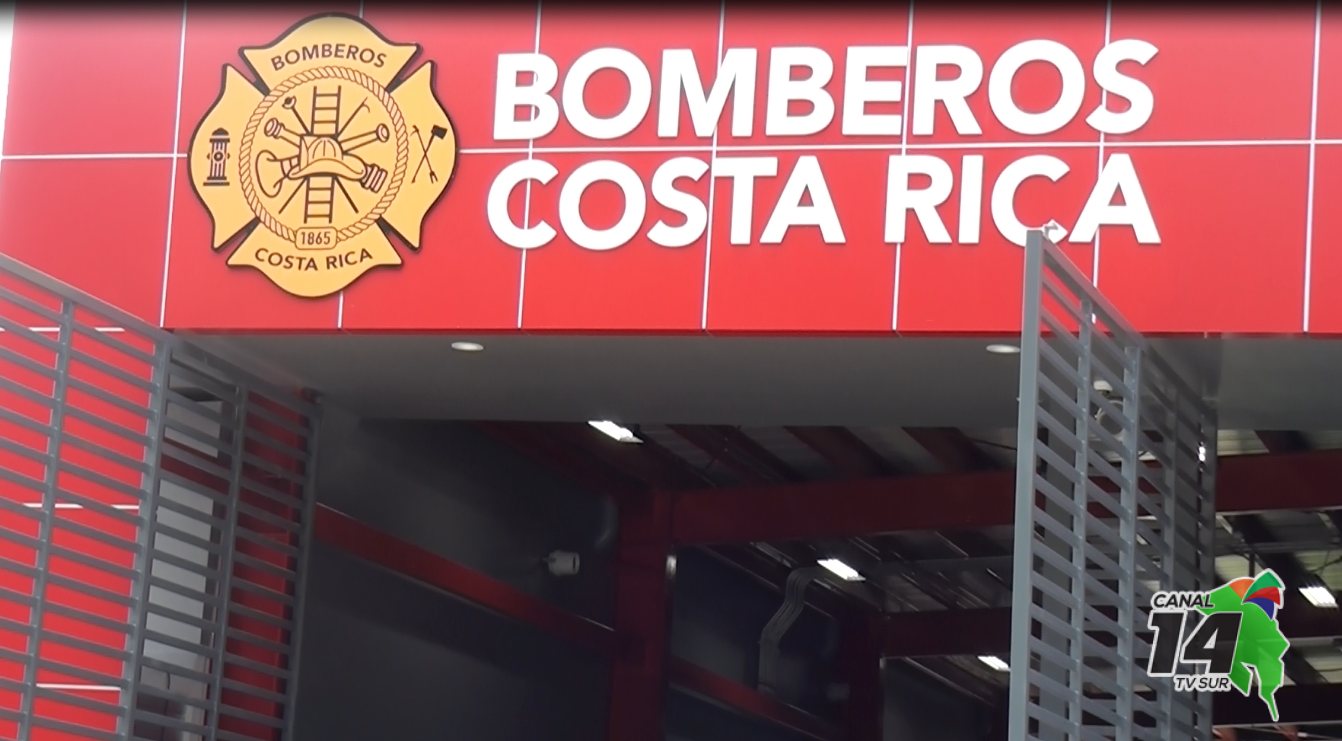 BOMBEROS
1865
COSTA RICA
BOMBEROS
COSTA RICA
CANAL
14
TV SUR